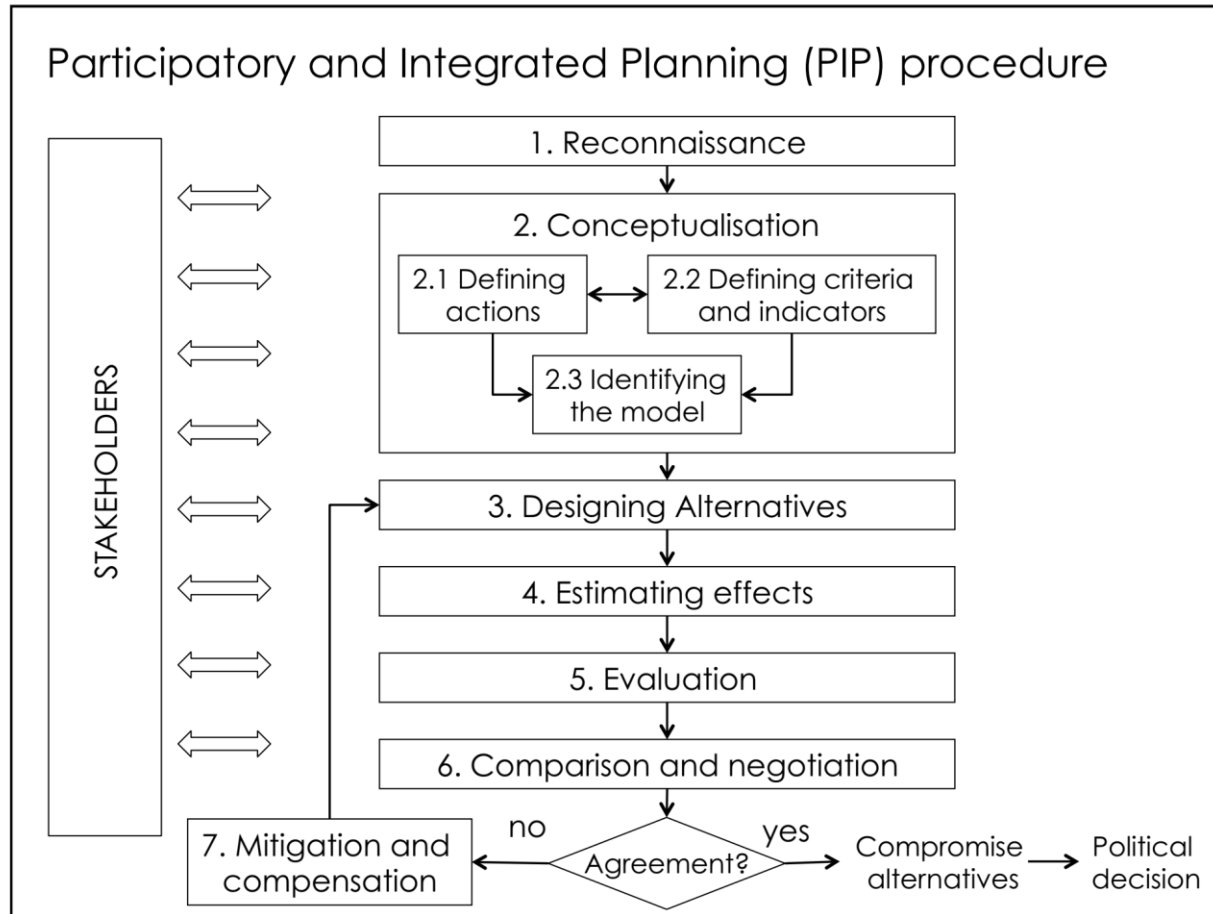 Participatory and Integrated Planning (PIP) procedure
STAKEHOLDERS
1. Reconnaissance
2. Conceptualisation
2.1 Defining
actions
2.2 Defining criteria
and indicators
2.3 Identifying
the model
3. Designing Alternatives
4. Estimating effects
5. Evaluation
6. Comparison and negotiation
Agreement?
no
yes
7. Mitigation and
compensation
Compromise
alternatives
Political
decision